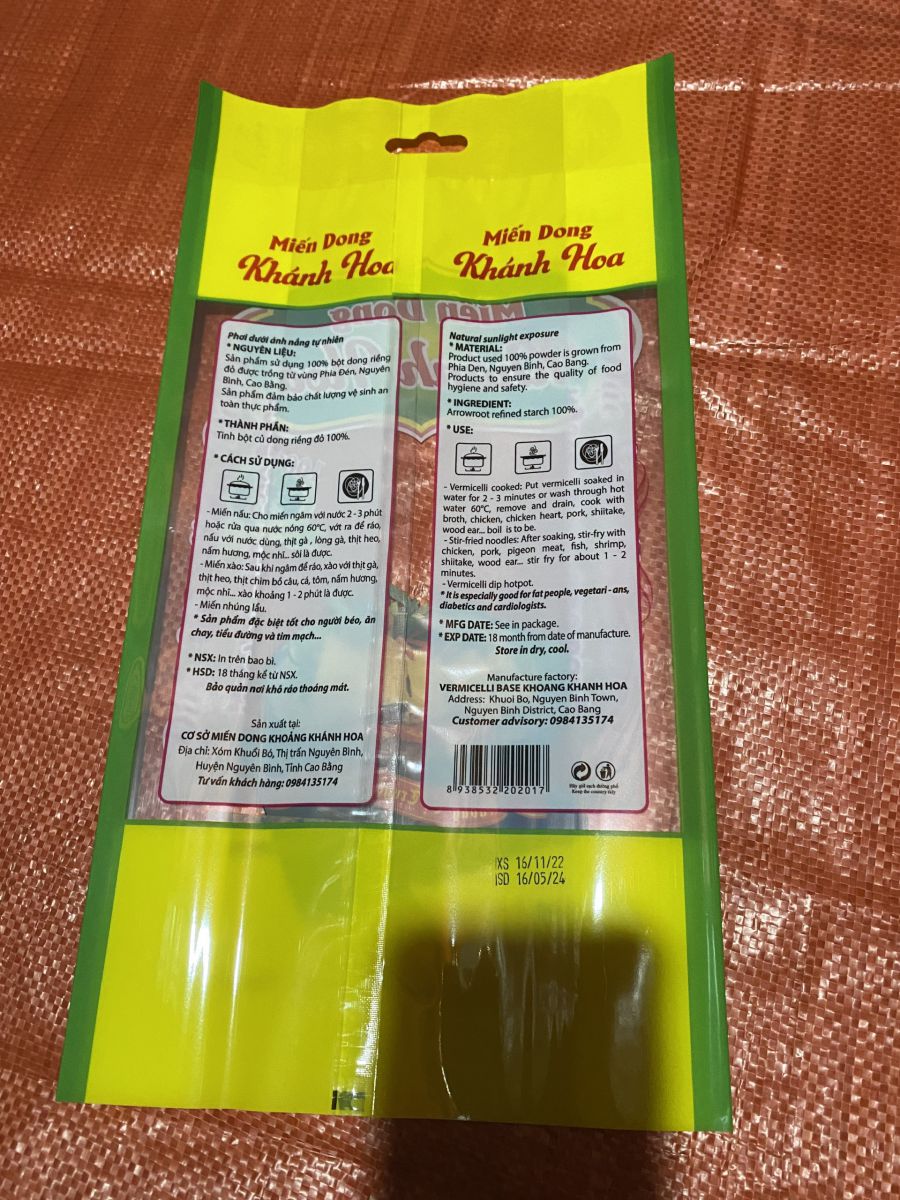 Miến Dong
Khánh Hoa
Phơi dưới ánh nắng tự nhiên
* NGUYÊN LIỆU:
Sản phẩm sử dụng 100% bột dong riềng
đỏ được trồng từ vùng Phia Đén, Nguyên
Bình, Cao Bằng.
Sản phẩm đảm bảo chất lượng vệ sinh an
toàn thực phẩm.
* THÀNH PHẦN:
Tinh bột củ dong riềng đỏ 100%.
* CÁCH SỬ DỤNG:
- Miến nấu: Cho miến ngâm với nước 2 - 3 phút
hoặc rửa qua nước nóng 60°C, vớt ra để ráo,
nấu với nước dùng, thịt gà , lòng gà, thịt heo,
nấm hương, mộc nhĩ... sôi là được.
- Miến xào: Sau khi ngâm để ráo, xào với thịt gà,
thịt heo, thịt chim bồ câu, cá, tôm, nấm hương,
mộc nhĩ... xào khoảng 1 - 2 phút là được.
- Miến nhúng lẩu.
* Sản phẩm đặc biệt tốt cho người béo, ăn
chay, tiểu đường và tim mạch...
* NSX: In trên bao bì.
* HSD: 18 tháng kể từ NSX.
Bảo quản nơi khô ráo thoáng mát.
Sản xuất tại:
CƠ SỞ MIẾN DONG KHOẢNG KHÁNH HOA
Địa chỉ: Xóm Khuổi Bó, Thị trấn Nguyên Bình,
Huyện Nguyên Bình, Tỉnh Cao Bằng
Tư vấn khách hàng: 0984135174
Miến Dong
Khánh Hoa
Natural sunlight exposure
* MATERIAL:
Product used 100% powder is grown from
Phia Den, Nguyen Binh, Cao Bang.
Products to ensure the quality of food
hygiene and safety.
* INGREDIENT:
Arrowroot refined starch 100%.
* USE:
- Vermicelli cooked: Put vermicelli soaked in
water for 2 - 3 minutes or wash through hot
water 60°C, remove and drain, cook with
broth, chicken, chicken heart, pork, shiitake,
wood ear... boil is to be.
- Stir-fried noodles: After soaking, stir-fry with
chicken, pork, pigeon meat, fish, shrimp,
shiitake, wood ear... stir fry for about 1 - 2
minutes.
- Vermicelli dip hotpot.
* It is especially good for fat people, vegetari - ans,
diabetics and cardiologists.
* MFG DATE: See in package.
* EXP DATE: 18 month from date of manufacture.
Store in dry, cool.
Manufacture factory:
VERMICELLI BASE KHOANG KHANH HOA
Address: Khuoi Bo, Nguyen Binh Town,
Nguyen Binh District, Cao Bang
Customer advisory: 0984135174
8 938532 202017
Hãy giữ sạch đường phố
Keep the country tidy
XS 16/11/22
SD 16/05/24